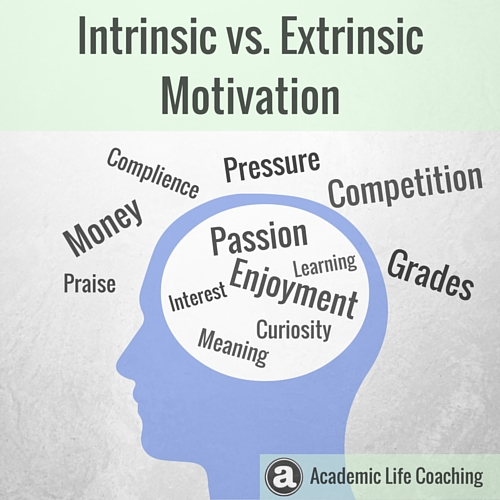 Intrinsic vs. Extrinsic
Motivation
Complience
Pressure
Competition
Money
Praise
Grades
Passion
Learning
Interest
Enjoyment
Curiosity
Meaning
a Academic Life Coaching